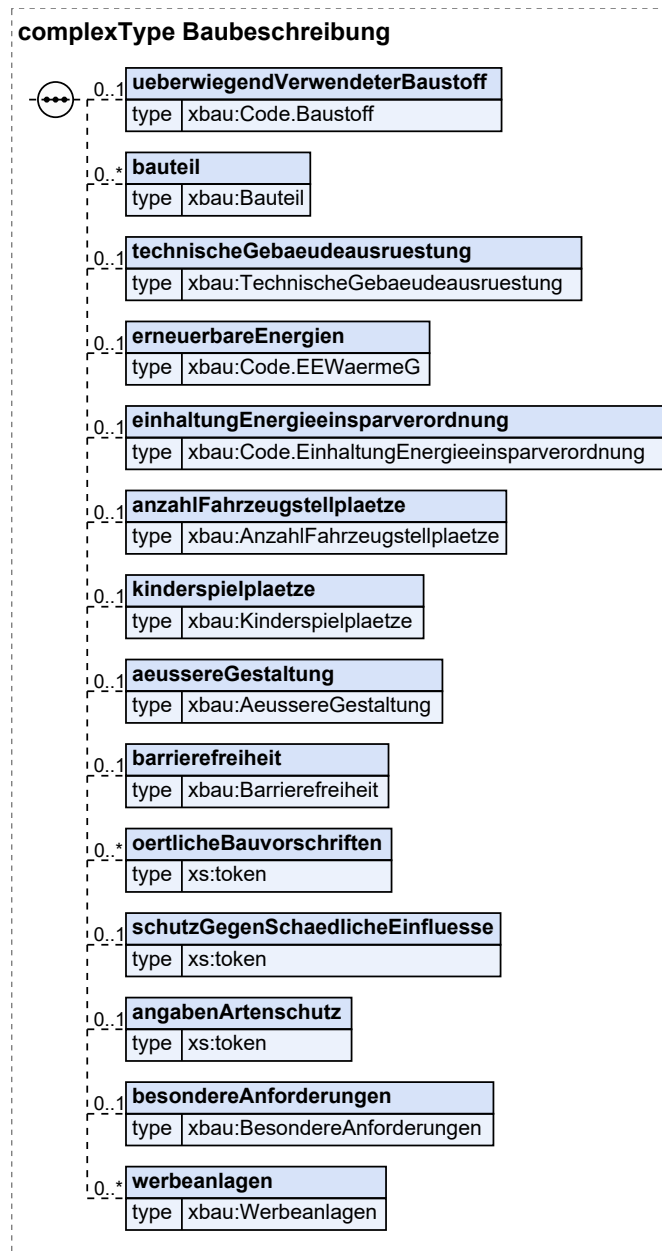 complexType Baubeschreibung
0..1 ueberwiegendVerwendeterBaustoff
type xbau:Code.Baustoff
0..* bauteil
type xbau:Bauteil
0..1 technischeGebaeudeausruestung
type xbau:TechnischeGebaeudeausruestung
0..1 erneuerbareEnergien
type xbau:Code.EEWaermeG
0..1 einhaltungEnergieeinsparverordnung
type xbau:Code.EinhaltungEnergieeinsparverordnung
0..1 anzahlFahrzeugstellplaetze
type xbau:AnzahlFahrzeugstellplaetze
0..1 kinderspielplaetze
type xbau:Kinderspielplaetze
0..1 aeussereGestaltung
type xbau:AeussereGestaltung
0..1 barrierefreiheit
type xbau:Barrierefreiheit
0..* oertlicheBauvorschriften
type xs:token
0..1 schutzGegenSchaedlicheEinfluesse
type xs:token
0..1 angabenArtenschutz
type xs:token
0..1 besondereAnforderungen
type xbau:BesondereAnforderungen
0..* werbeanlagen
type xbau:Werbeanlagen